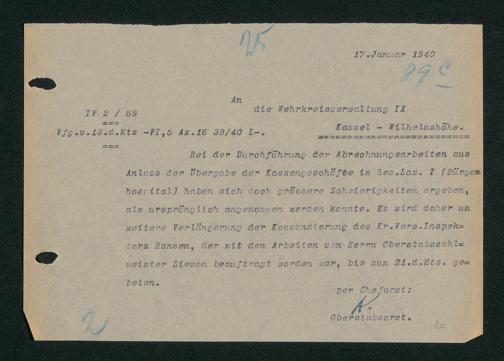 25
17.Januar 1940
89c
An
IV 2 / 89
die Wehrkreisverwaltung IX
Vfg.v.13.d.Mts -PI,5 Az.16 39/40 L-.
Kassel - Wilhelmshöhe.
Bei der Durchführung der Abrechnungsarbeiten aus
Anlass der Übergabe der Kassengeschäfte im Res.Laz. I (Bürger
hospital) haben sich doch grössere Schwierigkeiten ergeben,
als ursprünglich angenommen werden konnte. Es wird daher um
weitere Verlängerung der Kommandierung des Kr.Vers.Inspek=
tors Hansen, der mit den Arbeiten von Herrn Oberstabszahl=
meister Siemon beauftragt worden war, bis zum 21.d.Mts. ge=
beten.
Der Chefarzt:
K.
Oberstabsarzt.
2
80